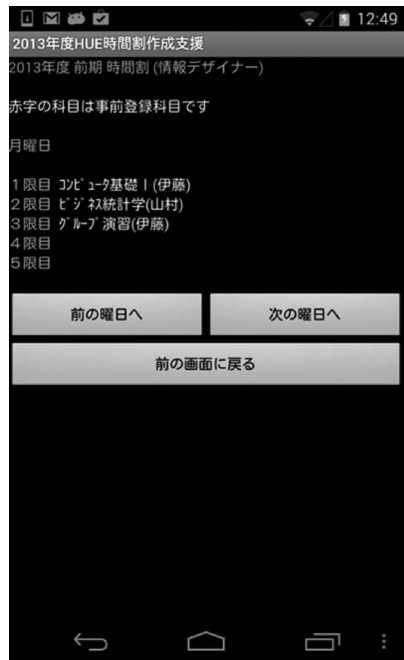 12:49
2013年度HUE時間割作成支援
2013年度 前期 時間割 (情報デザイナー)
赤字の科目は事前登録科目です
月曜日
1限目 ｺﾝﾋﾟｭｰﾀ基礎Ⅰ(伊藤)
2限目 ﾋﾞｼﾞﾈｽ統計学(山村)
3限目 ｸﾞﾙｰﾌﾟ演習(伊藤)
4限目
5限目
前の曜日へ 次の曜日へ
前の画面に戻る